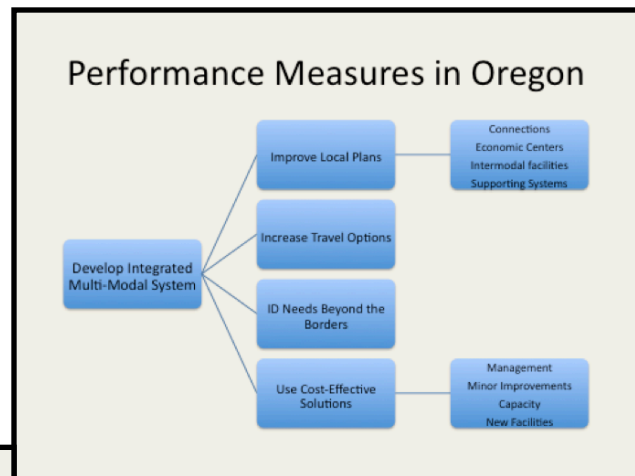 Performance Measures in Oregon
Develop Integrated
Multi-Modal System
Improve Local Plans
Connections
Economic Centers
Intermodal facilities
Supporting Systems
Increase Travel Options
ID Needs Beyond the
Borders
Use Cost-Effective
Solutions
Management
Minor Improvements
Capacity
New Facilities